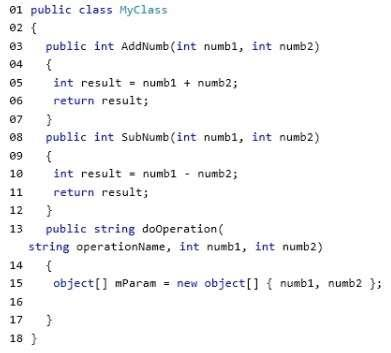 01 public class MyClass
02 {
03 public int AddNumb(int numb1, int numb2)
04 {
05 int result = numb1 + numb2;
06 return result;
07 }
08 public int SubNumb(int numb1, int numb2)
09 {
10 int result = numb1 - numb2;
11 return result;
12 }
13 public string doOperation(
string operationName, int numb1, int numb2)
14 {
15 object[] mParam = new object[] { numb1, numb2 };
16
17 }
18 }